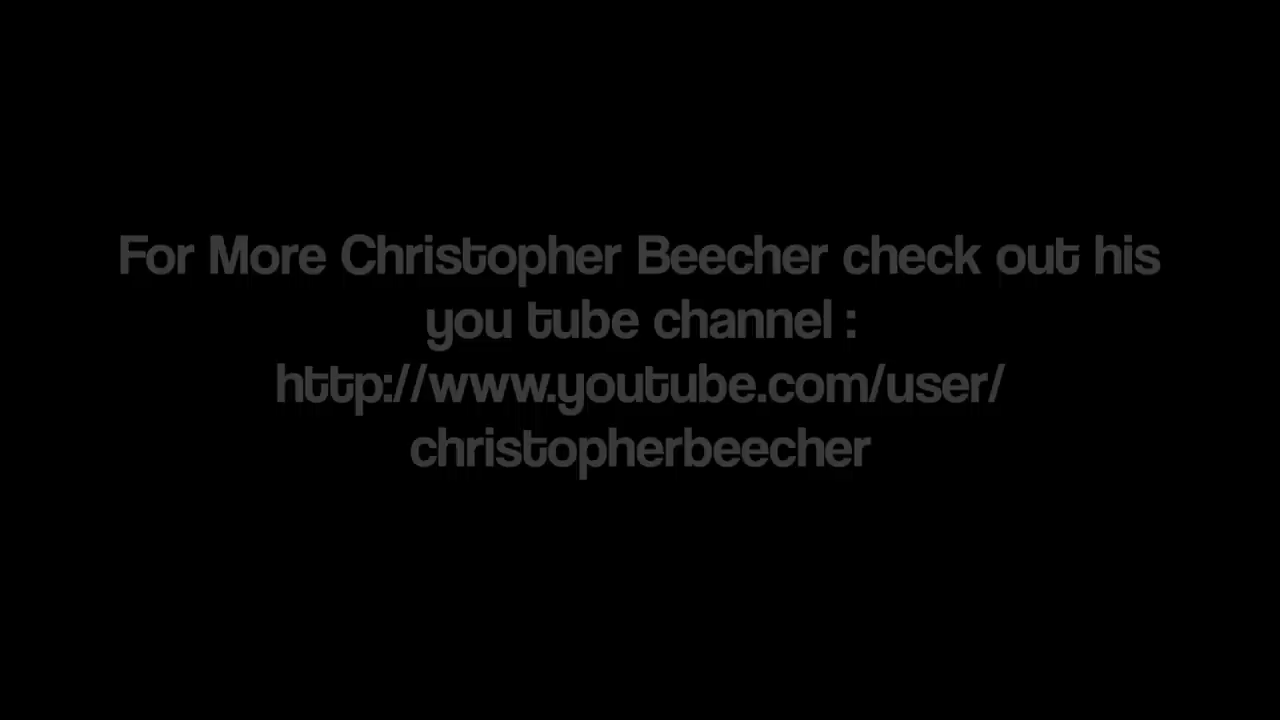 For More Christopher Beecher check out his
you tube channel :
http://www.youtube.com/user/
christopherbeecher